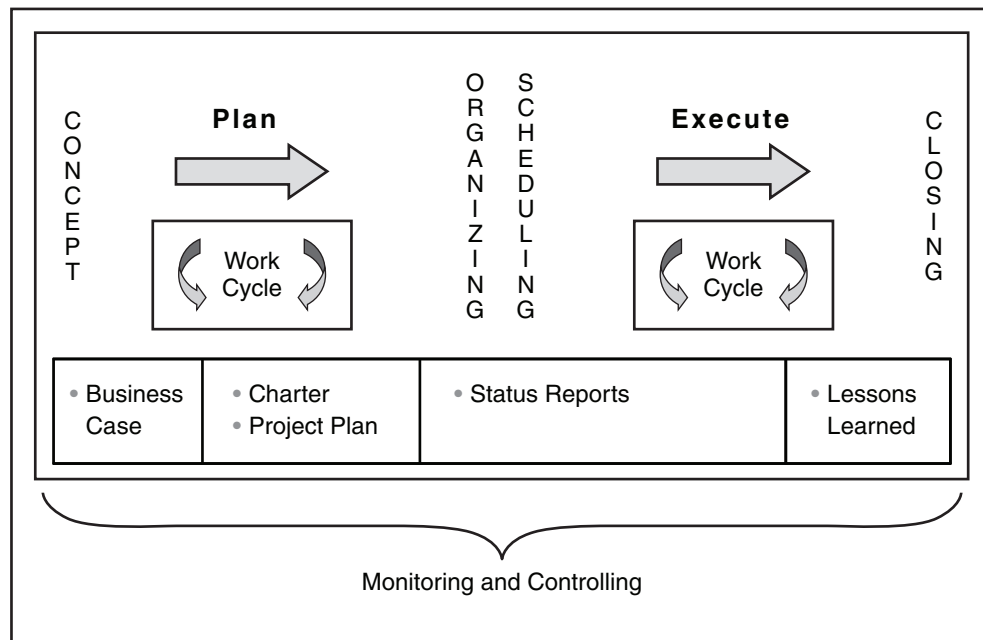 CONCEPT
Plan
Work
Cycle
ORGANIZING
SCHEDULING
Execute
Work
Cycle
CLOSING
• Business
Case
• Charter
• Project Plan
• Status Reports
• Lessons
Learned
Monitoring and Controlling